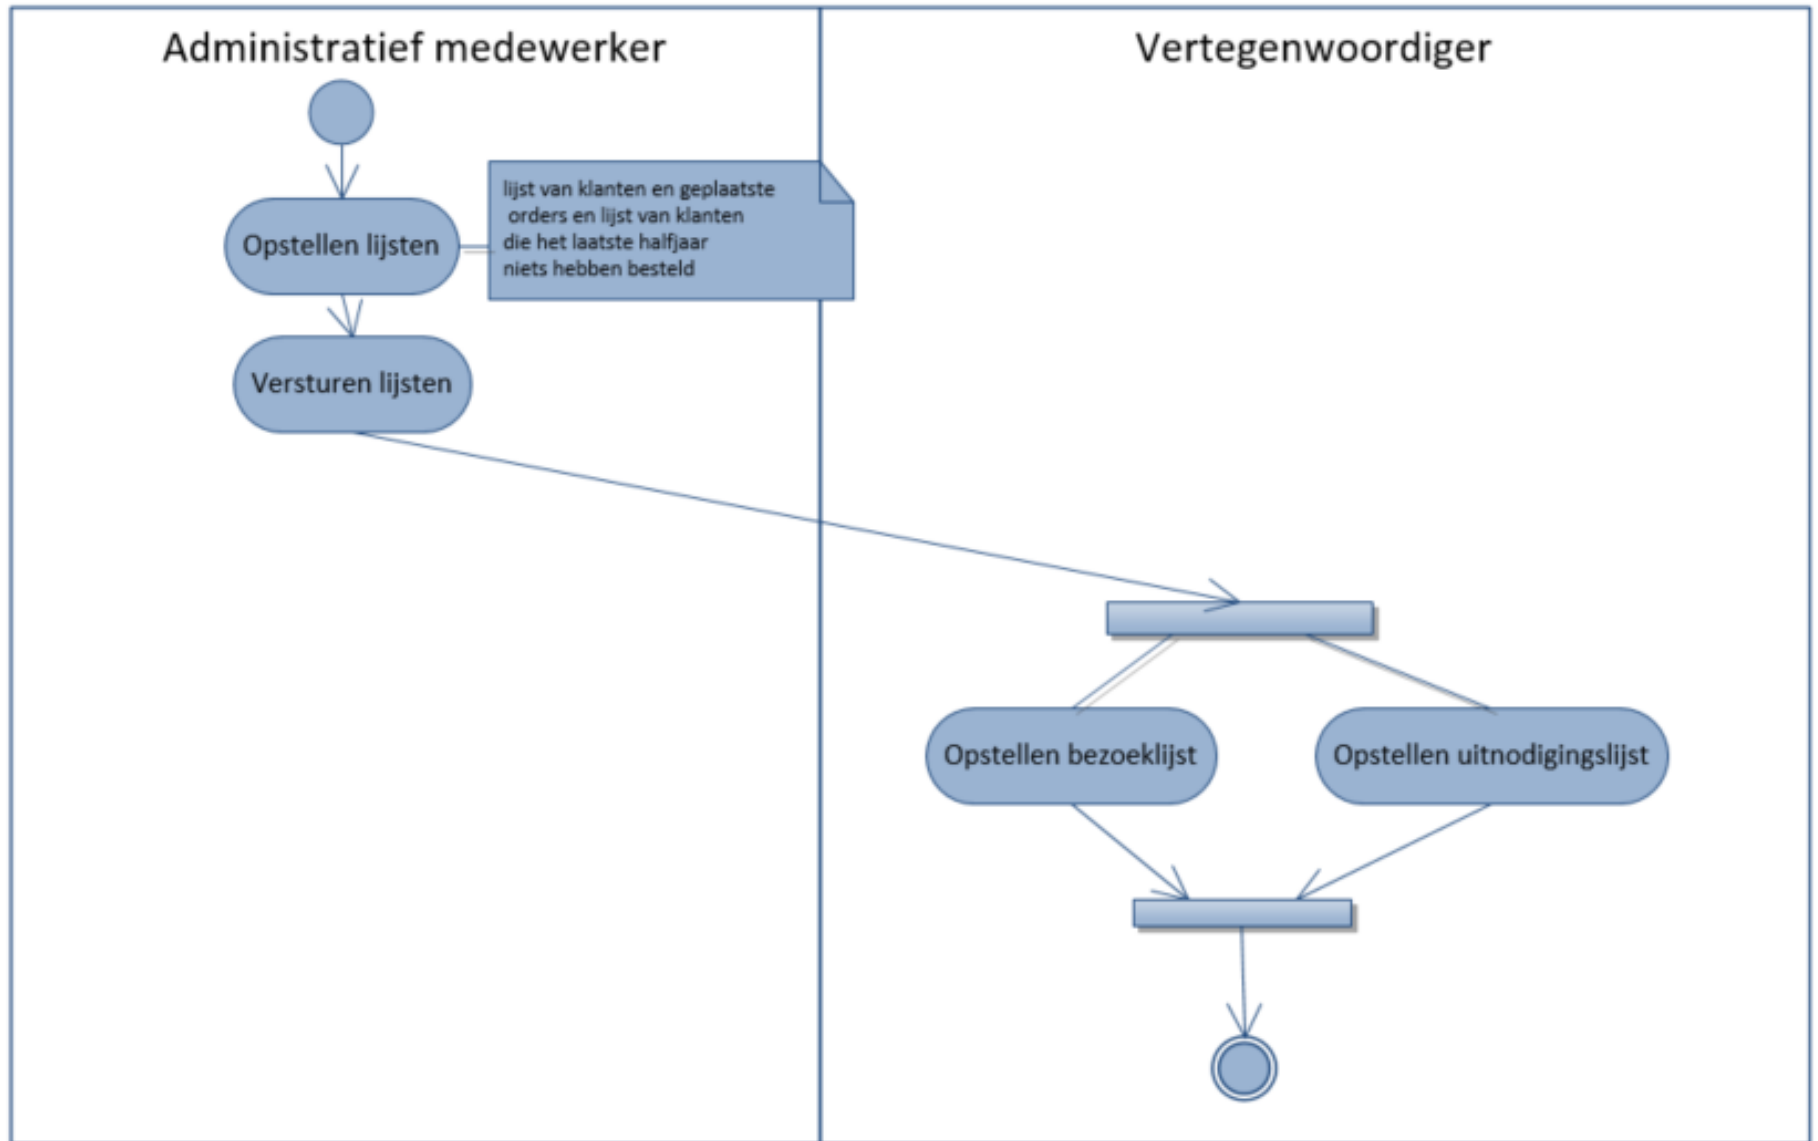 Administratief medewerker
Vertegenwoordiger
lijst van klanten en geplaatste
orders en lijst van klanten
die het laatste halfjaar
niets hebben besteld
Opstellen lijsten
Versturen lijsten
Opstellen bezoeklijst
Opstellen uitnodigingslijst